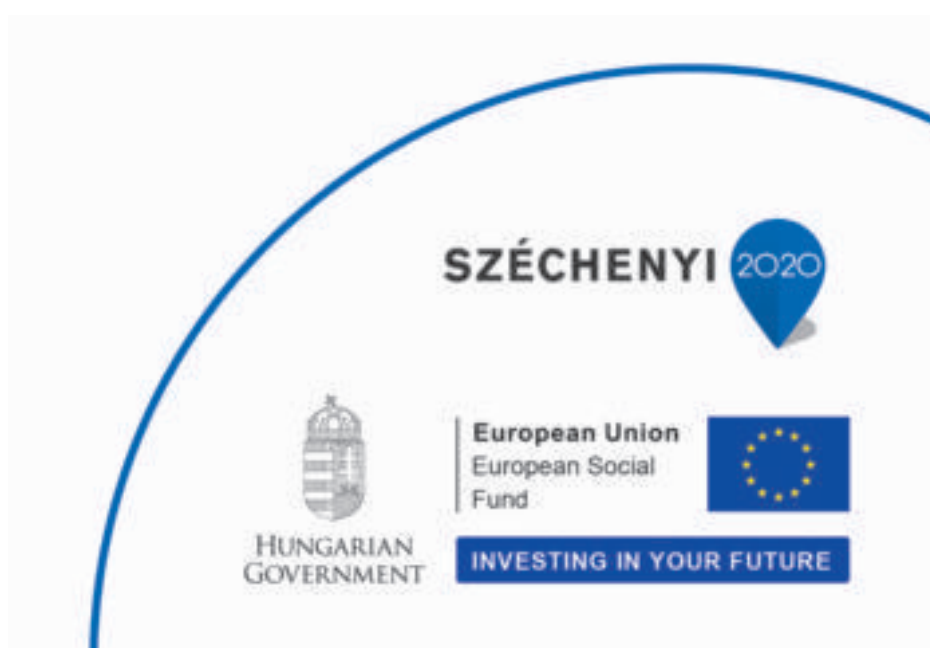 SZÉCHENYI 2020
European Union
European Social
Fund
HUNGARIAN
GOVERNMENT
INVESTING IN YOUR FUTURE